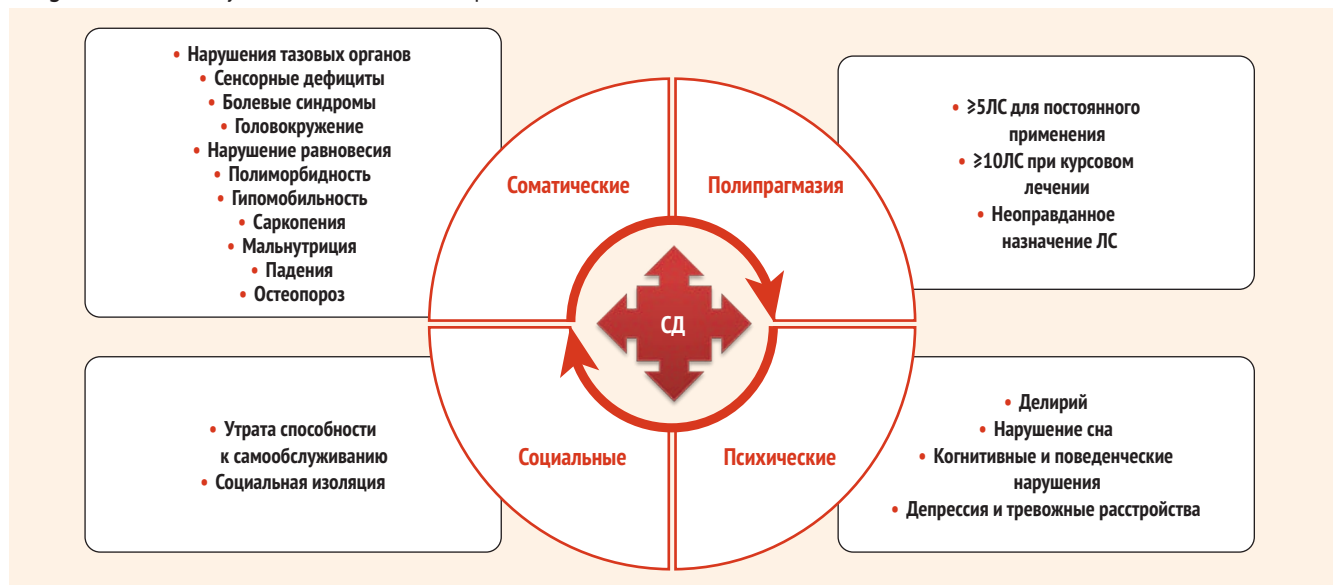 • Нарушения тазовых органов
• Сенсорные дефициты
• Болевые синдромы
• Головокружение
• Нарушение равновесия
• Полиморбидность
• Гипомобильность
• Саркопения
• Мальнутриция
• Падения
• Остеопороз
Соматические
Полипрагмазия
• ⩾5ЛС для постоянного
применения
• ⩾10ЛС при курсовом
лечении
• Неоправданное
назначение ЛС
СД
• Утрата способности
к самообслуживанию
• Социальная изоляция
Социальные
Психические
• Делирий
• Нарушение сна
• Когнитивные и поведенческие
нарушения
• Депрессия и тревожные расстройства